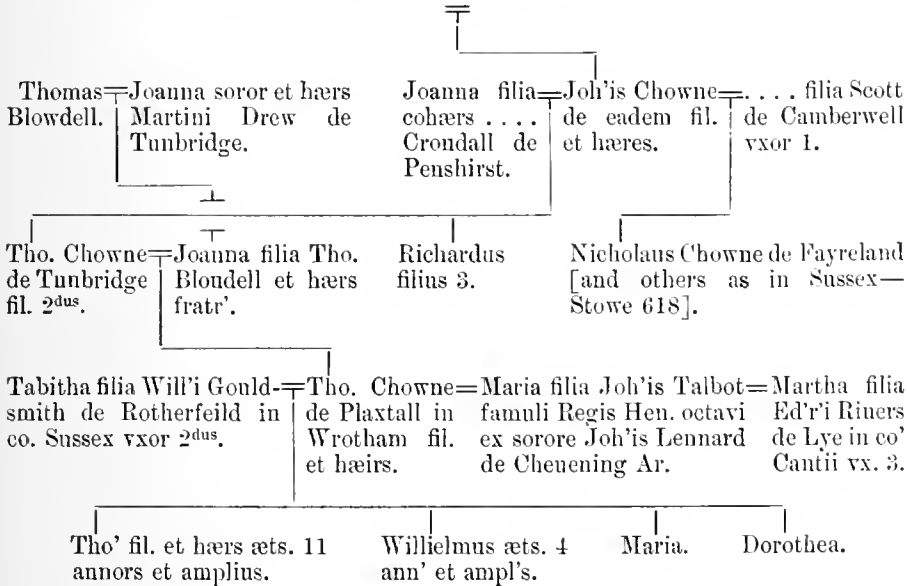 Thomas=Joanna soror et hærs
Blowdell. Martini Drew de
Tunbridge.
Joanna filia=Joh'is Chowne=. . . . filia Scott
cohærs . . . . de eadem fil. de Camberwell
Crondall de et hæres. vxor 1.
Penshirst.
Tho. Chowne=Joanna filia Tho.
de Tunbridge Bloudell et hærs
fil. 2dus. fratr'.
Richardus
filius 3.
Nicholaus Chowne de Fayreland
[and others as in Sussex—
Stowe 618].
Tabitha filia Will'i Gould-=Tho. Chowne=Maria filia Joh'is Talbot=Martha filia
smith de Rotherfeild in de Plaxtall in famuli Regis Hen. octavi Ed'r'i Riuers
co. Sussex vxor 2dus. Wrotham fil. ex sorore Joh'is Lennard de Lye in co'
et hæirs. de Cheuening Ar. Cantii vx. 3.
Tho' fil. et hærs æts. 11
annors et amplius.
Willielmus æts. 4
ann' et ampl's.
Maria.
Dorothea.